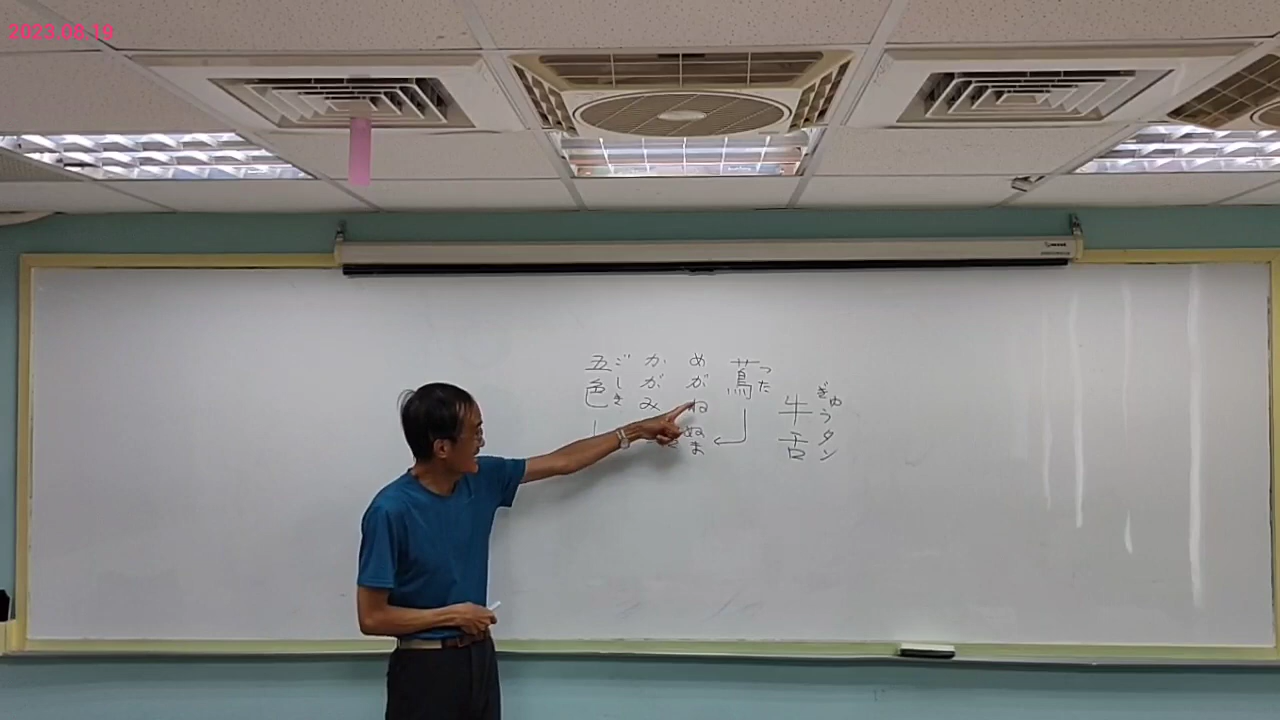 2023.08.19
牛舌
ぎゅうタン
蔦
つた
めがね
ぬま
かがみ
五色
ごしき